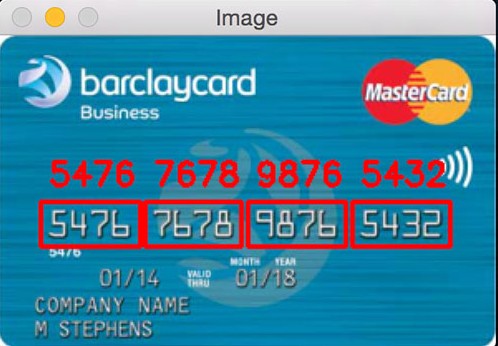 Image
barclaycard
Business
MasterCard
5476 7678 9876 5432
5476 7678 9876 5432
5476
MONTH YEAR
01/14 VALID THRU 01/18
COMPANY NAME
M STEPHENS